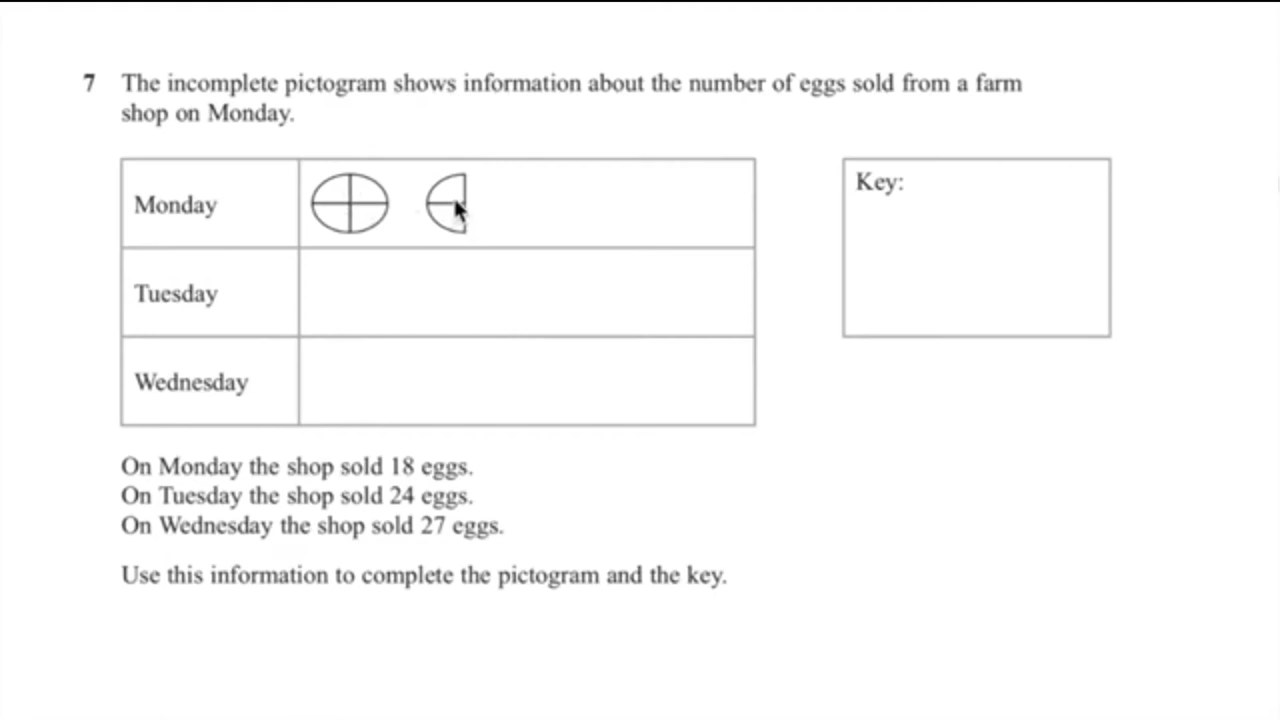 7 The incomplete pictogram shows information about the number of eggs sold from a farm
shop on Monday.
Monday
Key:
Tuesday
Wednesday
On Monday the shop sold 18 eggs.
On Tuesday the shop sold 24 eggs.
On Wednesday the shop sold 27 eggs.
Use this information to complete the pictogram and the key.